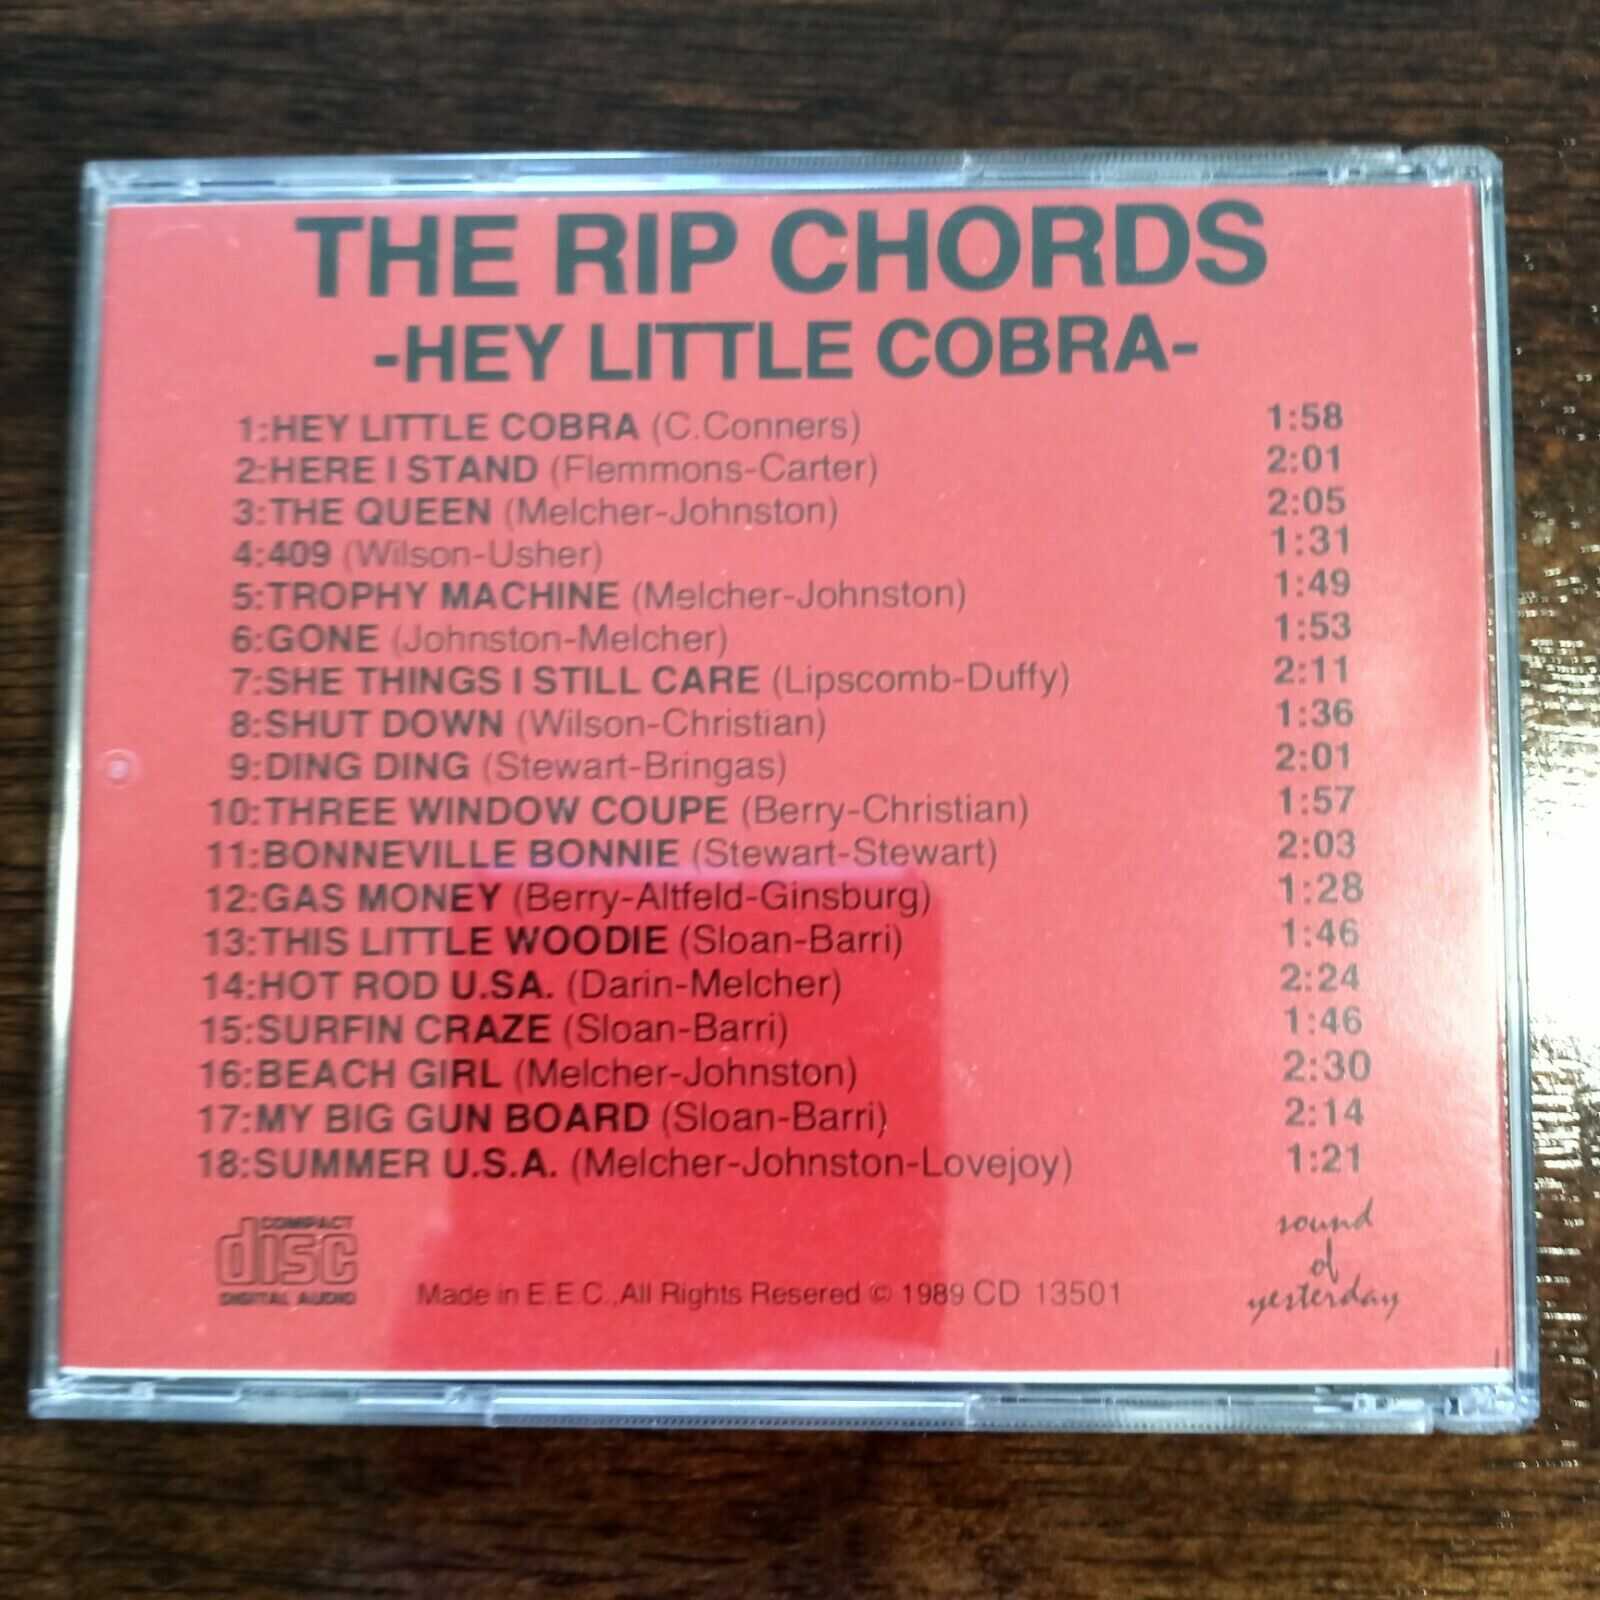 THE RIP CHORDS
-HEY LITTLE COBRA-
1:HEY LITTLE COBRA (C.Conners) 1:58
2:HERE I STAND (Flemmons-Carter) 2:01
3:THE QUEEN (Melcher-Johnston) 2:05
4:409 (Wilson-Usher) 1:31
5:TROPHY MACHINE (Melcher-Johnston) 1:49
6:GONE (Johnston-Melcher) 1:53
7:SHE THINGS I STILL CARE (Lipscomb-Duffy) 2:11
8:SHUT DOWN (Wilson-Christian) 1:36
9:DING DING (Stewart-Bringas) 2:01
10:THREE WINDOW COUPE (Berry-Christian) 1:57
11:BONNEVILLE BONNIE (Stewart-Stewart) 2:03
12:GAS MONEY (Berry-Altfeld-Ginsburg) 1:28
13:THIS LITTLE WOODIE (Sloan-Barri) 1:46
14:HOT ROD U.SA. (Darin-Melcher) 2:24
15:SURFIN CRAZE (Sloan-Barri) 1:46
16:BEACH GIRL (Melcher-Johnston) 2:30
17:MY BIG GUN BOARD (Sloan-Barri) 2:14
18:SUMMER U.S.A. (Melcher-Johnston-Lovejoy) 1:21
COMPACT
disc
DIGITAL AUDIO
Made in E.E.C.,All Rights Resered © 1989 CD 13501
sound
of
yesterday